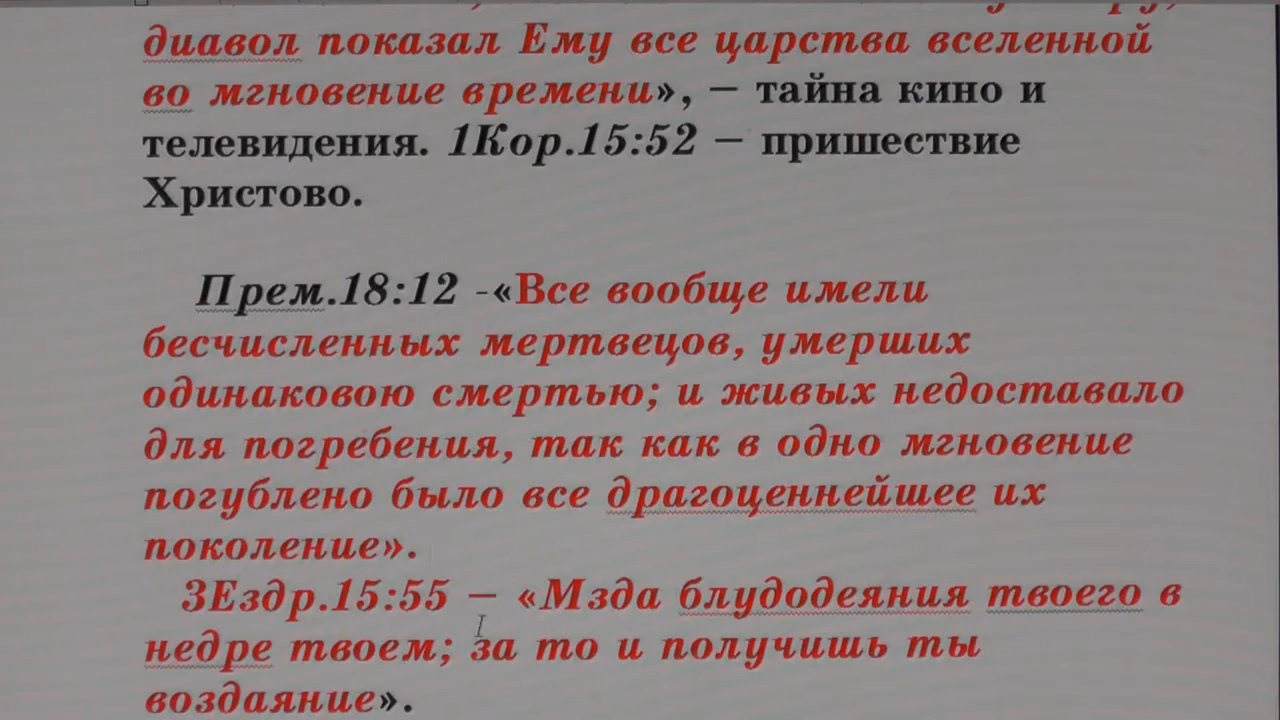 диавол показал Ему все царства вселенной
во мгновение времени», – тайна кино и
телевидения. 1Кор.15:52 – пришествие
Христово.
Прем.18:12 -«Все вообще имели
бесчисленных мертвецов, умерших
одинаковою смертью; и живых недоставало
для погребения, так как в одно мгновение
погублено было все драгоценнейшее их
поколение».
3Ездр.15:55 – «Мзда блудодеяния твоего в
недре твоем; за то и получишь ты
воздаяние».